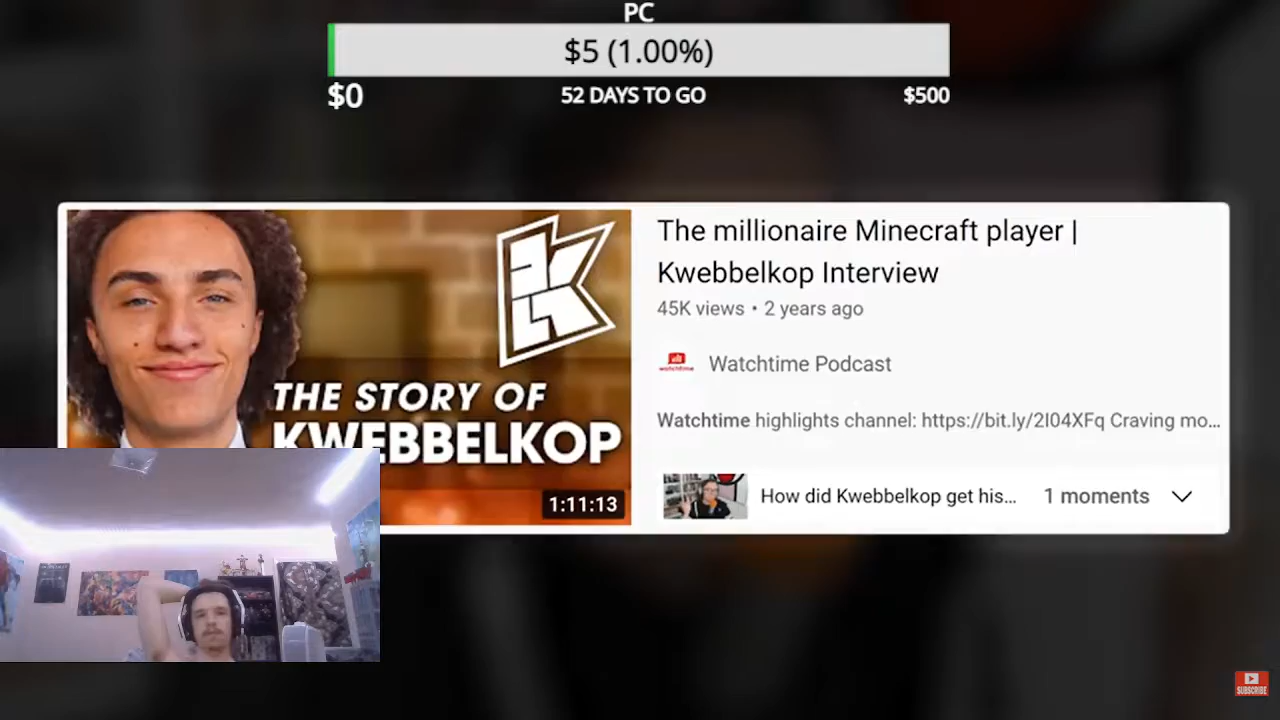 PC
$5 (1.00%)
$0
52 DAYS TO GO
$500
The millionaire Minecraft player |
Kwebbelkop Interview
45K views • 2 years ago
watchtime
Watchtime Podcast
Watchtime highlights channel: https://bit.ly/2I04XFq Craving mo...
How did Kwebbelkop get his...
1 moments
THE STORY OF
KWEBBELKOP
1:11:13
SUBSCRIBE